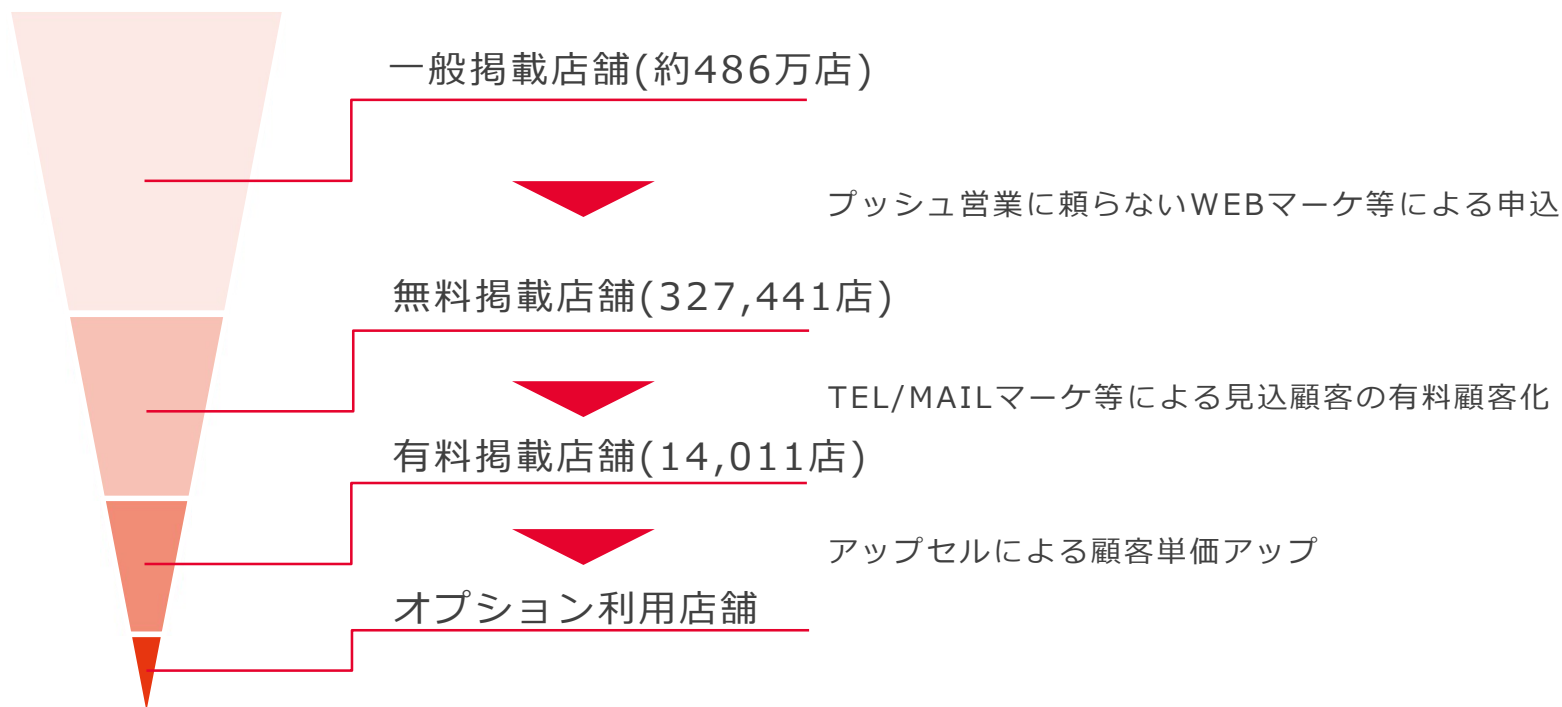 一般掲載店舗(約486万店)
プッシュ営業に頼らないWEBマーケ等による申込
無料掲載店舗(327,441店)
TEL/MAILマーケ等による見込顧客の有料顧客化
有料掲載店舗(14,011店)
アップセルによる顧客単価アップ
オプション利用店舗